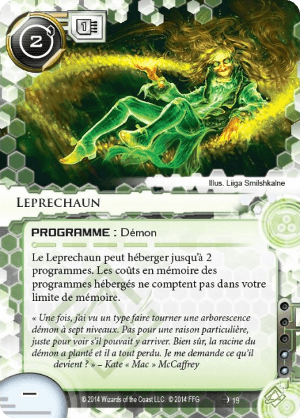 2
1
Illus. Liiga Smilshkalne
LEPRECHAUN
PROGRAMME : Démon
Le Leprechaun peut héberger jusqu'à 2
programmes. Les coûts en mémoire des
programmes hébergés ne comptent pas dans votre
limite de mémoire.
« Une fois, j'ai vu un type faire tourner une arborescence
démon à sept niveaux. Pas pour une raison particulière,
juste pour voir s'il pouvait y arriver. Bien sûr, la racine du
démon a planté et il a tout perdu. Je me demande ce qu'il
devient ? » – Kate « Mac » McCaffrey
–
© 2014 Wizards of the Coast LLC. © 2014 FFG
19